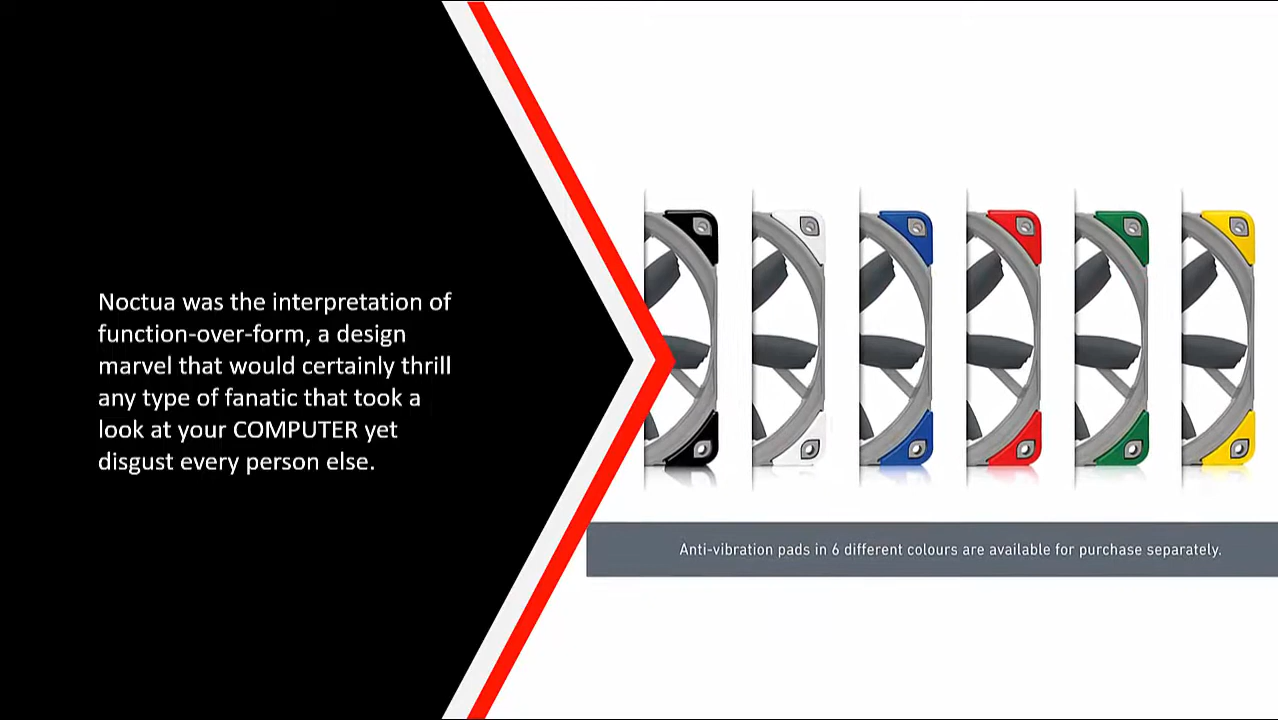 Noctua was the interpretation of
function-over-form, a design
marvel that would certainly thrill
any type of fanatic that took a
look at your COMPUTER yet
disgust every person else.
Anti-vibration pads in 6 different colours are available for purchase separately.